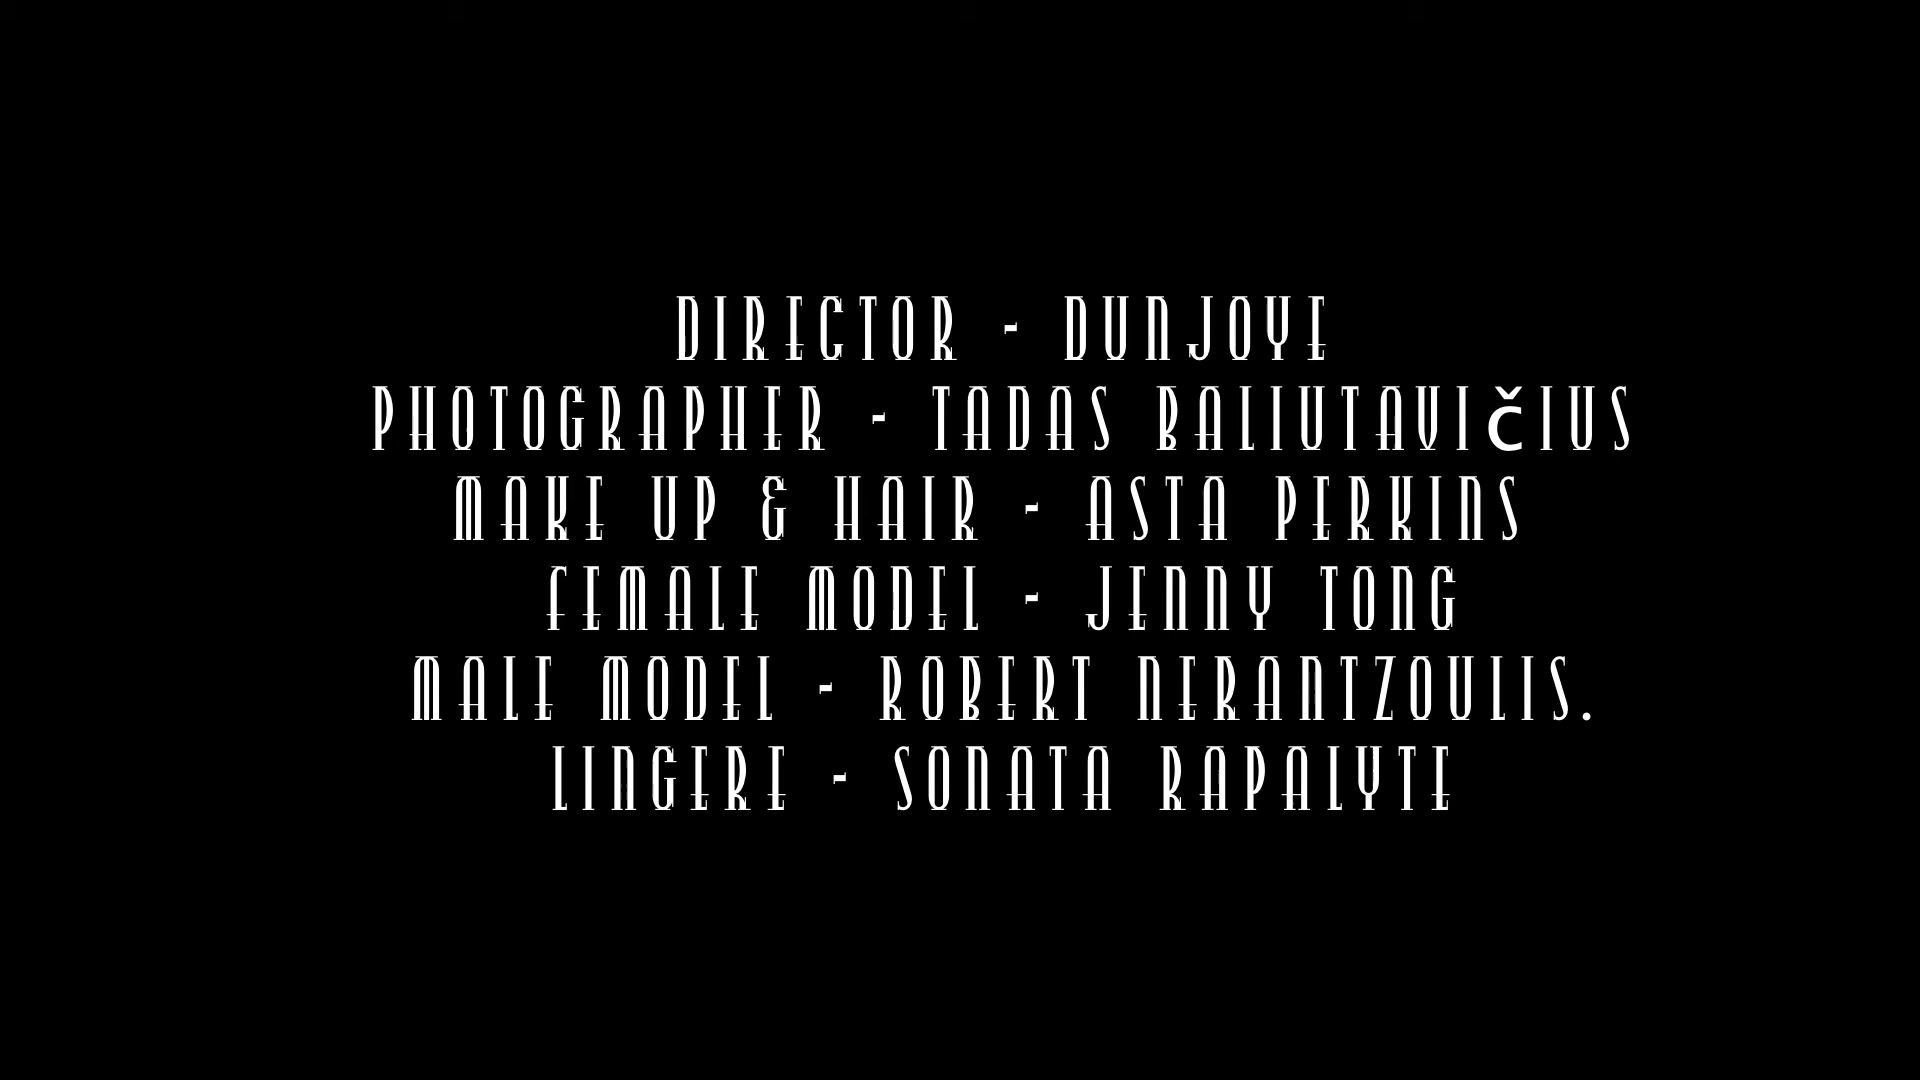 DIRECTOR - DUNJOYE
PHOTOGRAPHER - TADAS BALIUTAVIčIUS
MAKE UP & HAIR - ASTA PERKINS
FEMALE MODEL - JENNY TONG
MALE MODEL - ROBERT NERANTZOULIS.
LINGERE - SONATA RAPALYTE